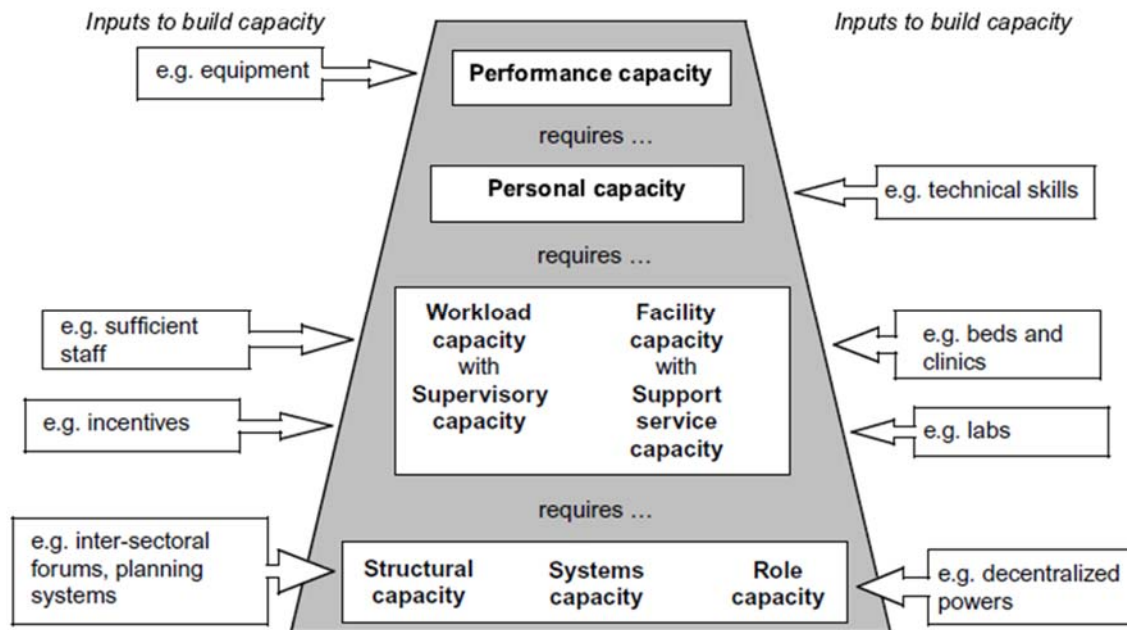 Inputs to build capacity
Inputs to build capacity
e.g. equipment
Performance capacity
requires ...
Personal capacity
e.g. technical skills
requires ...
e.g. sufficient
staff
Workload
capacity
with
Supervisory
capacity
Facility
capacity
with
Support
service
capacity
e.g. beds and
clinics
e.g. incentives
e.g. labs
requires ...
e.g. inter-sectoral
forums, planning
systems
Structural
capacity
Systems
capacity
Role
capacity
e.g. decentralized
powers